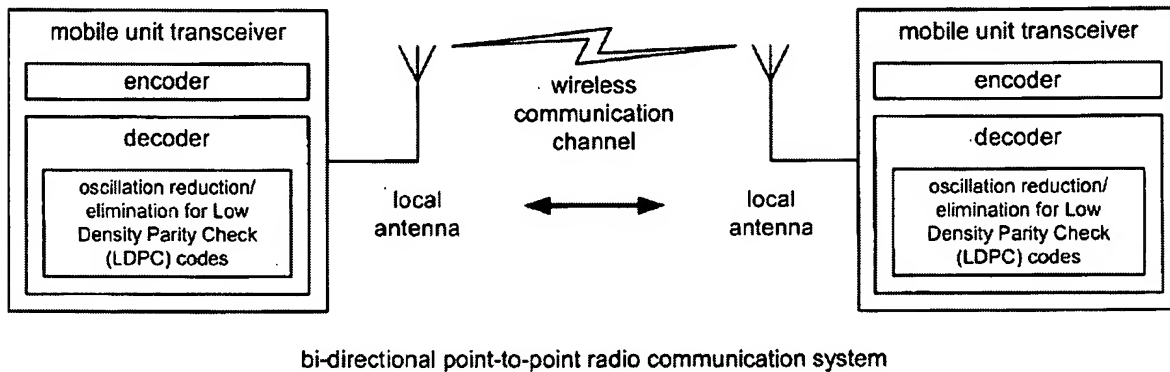 mobile unit transceiver
encoder
decoder
oscillation reduction/
elimination for Low
Density Parity Check
(LDPC) codes
local
antenna
wireless
communication
channel
local
antenna
mobile unit transceiver
encoder
decoder
oscillation reduction/
elimination for Low
Density Parity Check
(LDPC) codes
bi-directional point-to-point radio communication system